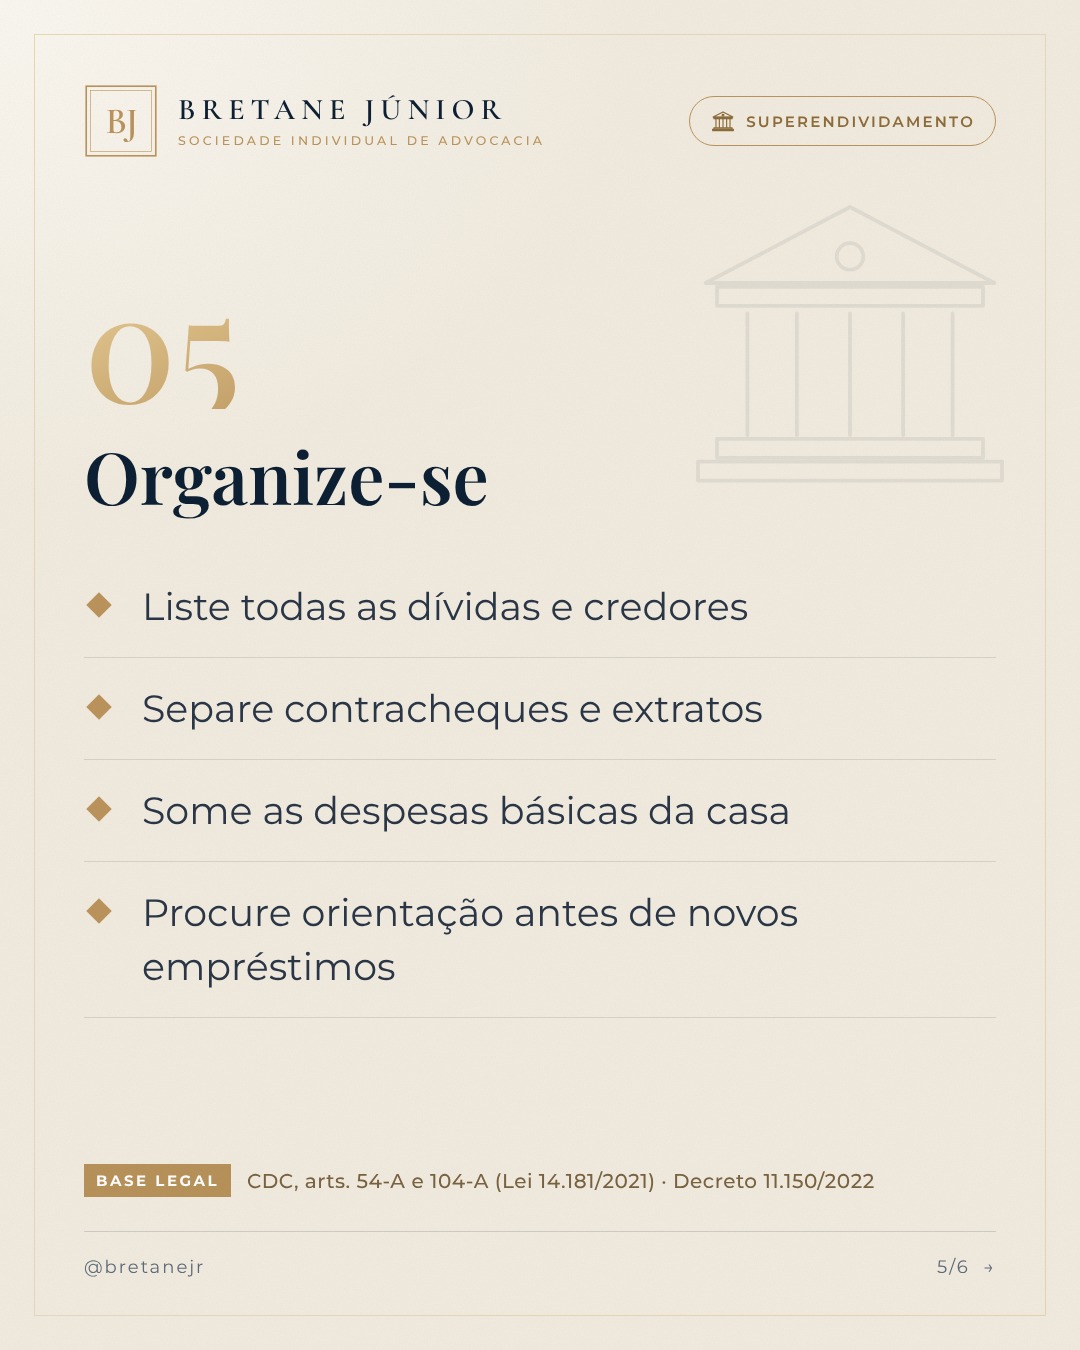 BJ
BRETANE JÚNIOR
SOCIEDADE INDIVIDUAL DE ADVOCACIA
SUPERENDIVIDAMENTO
05
Organize-se
Liste todas as dívidas e credores
Separe contracheques e extratos
Some as despesas básicas da casa
Procure orientação antes de novos
empréstimos
BASE LEGAL CDC, arts. 54-A e 104-A (Lei 14.181/2021) · Decreto 11.150/2022
@bretanejr
5/6 →